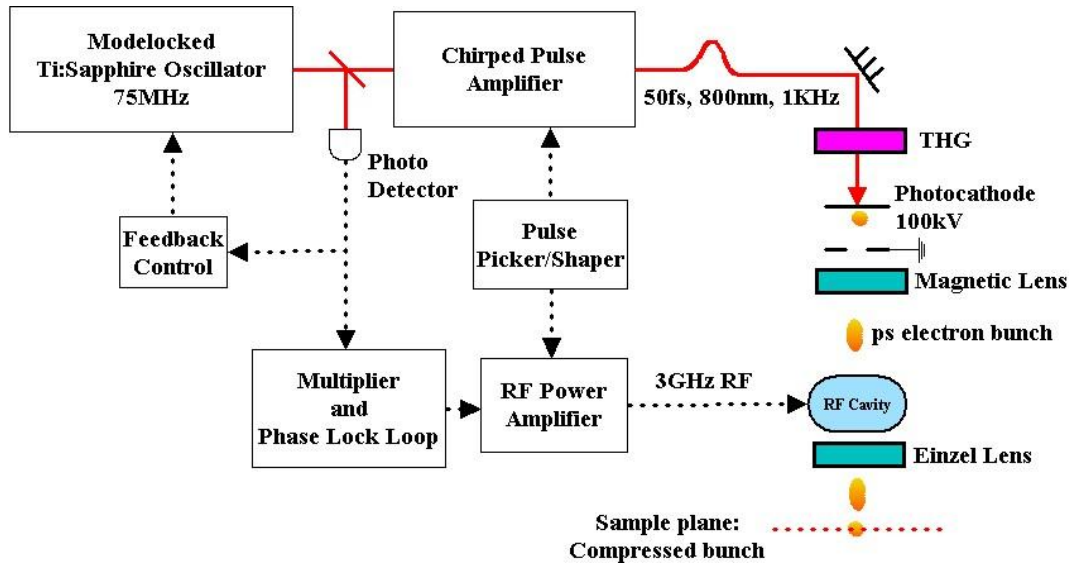 Modelocked
Ti:Sapphire Oscillator
75MHz
Chirped Pulse
Amplifier
50fs, 800nm, 1KHz
THG
Photo
Detector
Photocathode
100kV
Feedback
Control
Pulse
Picker/Shaper
Magnetic Lens
ps electron bunch
Multiplier
and
Phase Lock Loop
RF Power
Amplifier
3GHz RF
RF Cavity
Einzel Lens
Sample plane:
Compressed bunch